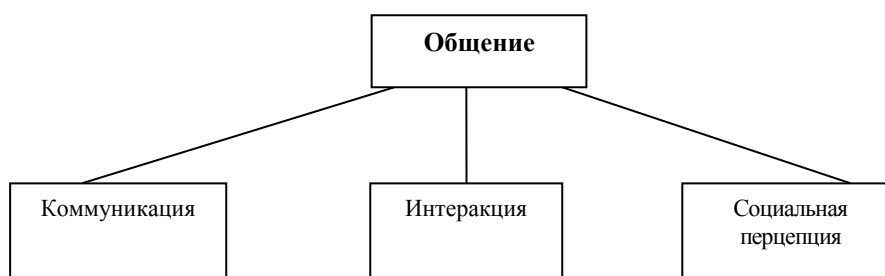 Общение
Коммуникация
Интеракция
Социальная
перцепция